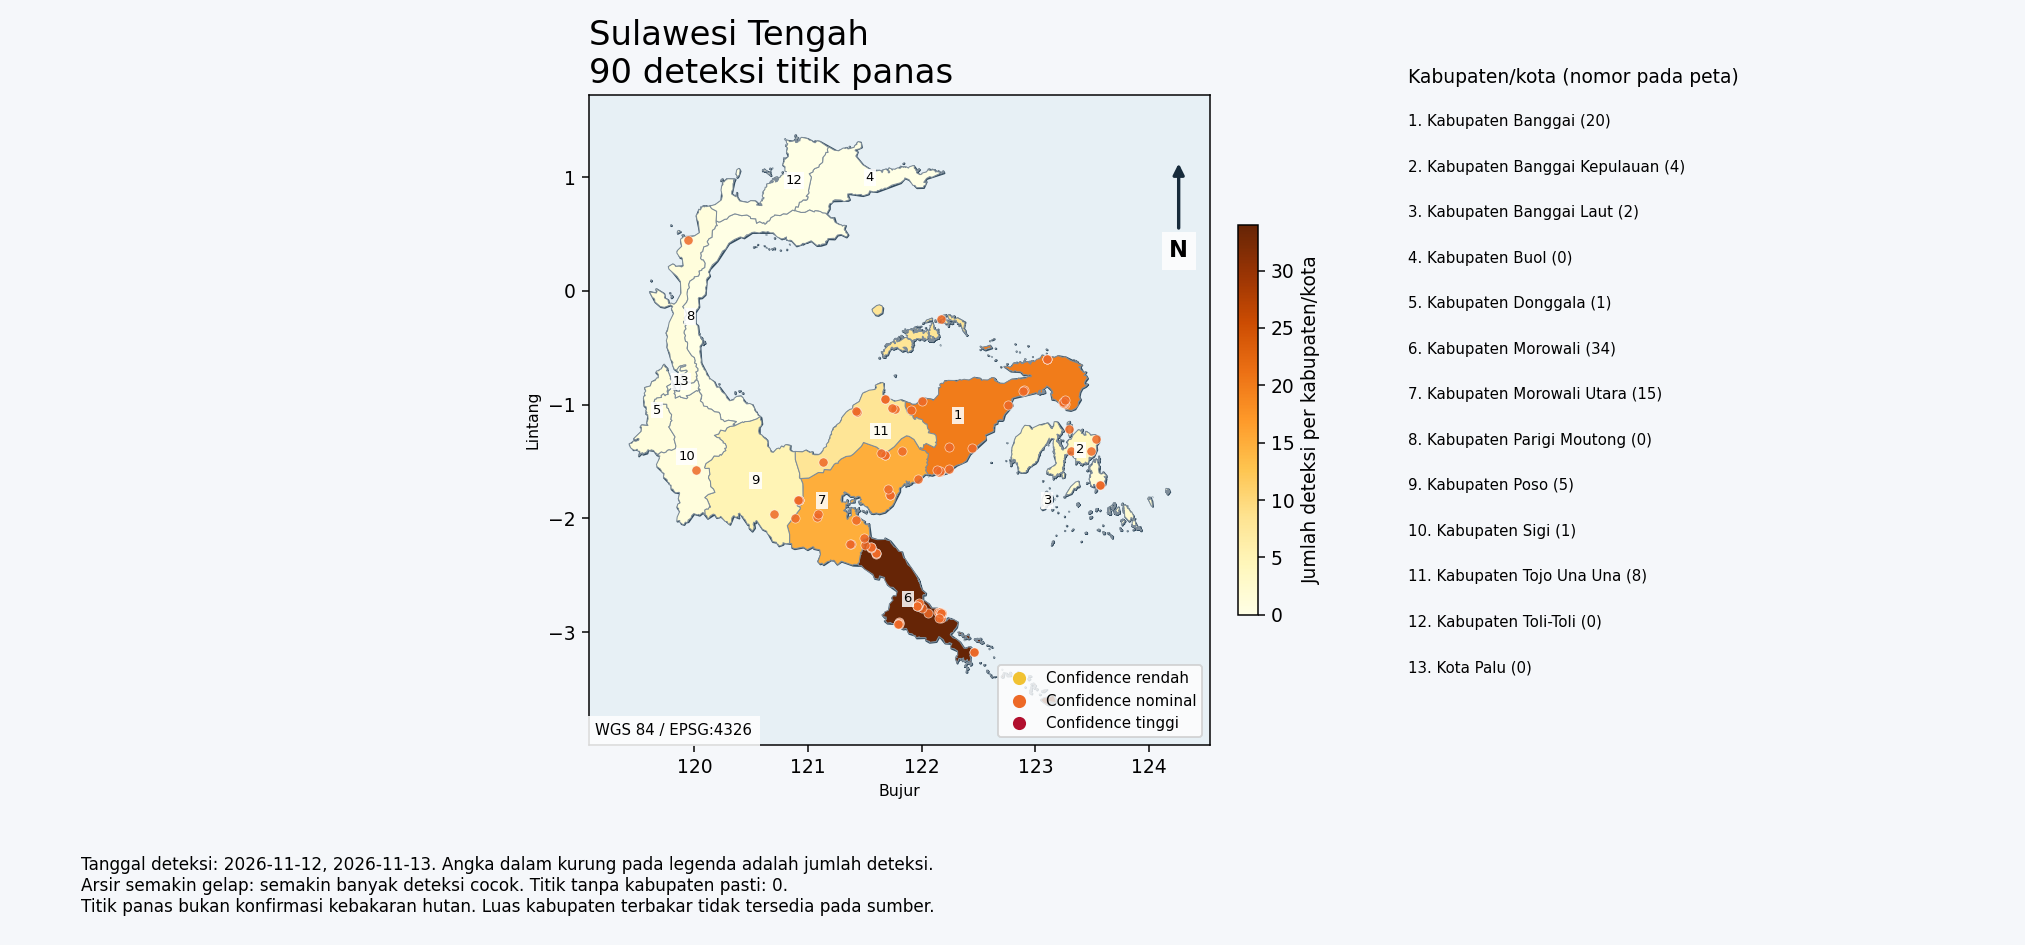 Sulawesi Tengah
90 deteksi titik panas
Kabupaten/kota (nomor pada peta)
1. Kabupaten Banggai (20)
2. Kabupaten Banggai Kepulauan (4)
3. Kabupaten Banggai Laut (2)
4. Kabupaten Buol (0)
5. Kabupaten Donggala (1)
6. Kabupaten Morowali (34)
7. Kabupaten Morowali Utara (15)
8. Kabupaten Parigi Moutong (0)
9. Kabupaten Poso (5)
10. Kabupaten Sigi (1)
11. Kabupaten Tojo Una Una (8)
12. Kabupaten Toli-Toli (0)
13. Kota Palu (0)
1
0
−1
−2
−3
Lintang
12
4
8
13
5
10
9
11
7
1
2
3
6
N
30
25
20
15
10
5
0
Jumlah deteksi per kabupaten/kota
Confidence rendah
Confidence nominal
Confidence tinggi
WGS 84 / EPSG:4326
120
121
122
123
124
Bujur
Tanggal deteksi: 2026-11-12, 2026-11-13. Angka dalam kurung pada legenda adalah jumlah deteksi.
Arsir semakin gelap: semakin banyak deteksi cocok. Titik tanpa kabupaten pasti: 0.
Titik panas bukan konfirmasi kebakaran hutan. Luas kabupaten terbakar tidak tersedia pada sumber.